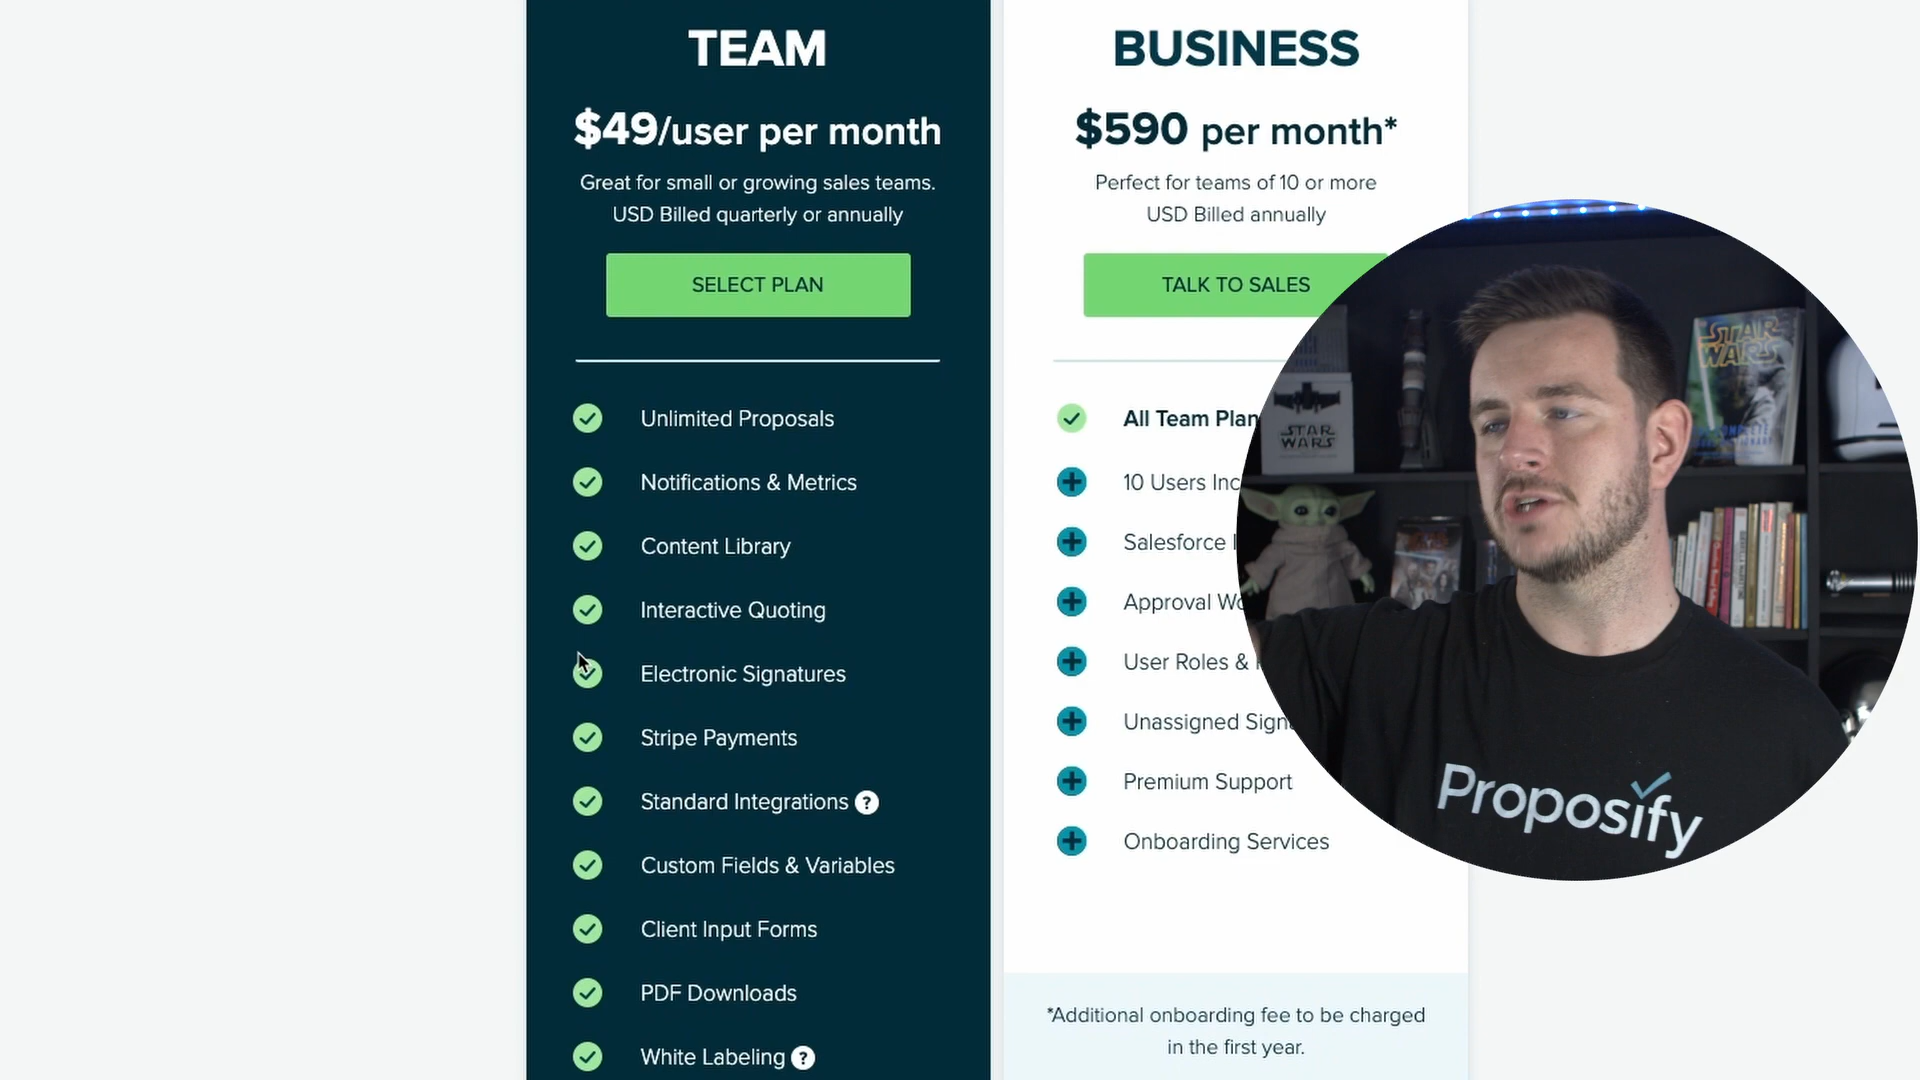 TEAM
$49/user per month
Great for small or growing sales teams.
USD Billed quarterly or annually
SELECT PLAN
Unlimited Proposals
Notifications & Metrics
Content Library
Interactive Quoting
Electronic Signatures
Stripe Payments
Standard Integrations ?
Custom Fields & Variables
Client Input Forms
PDF Downloads
White Labeling ?
BUSINESS
$590 per month*
Perfect for teams of 10 or more
USD Billed annually
TALK TO SALES
All Team Plan
10 Users
Salesforce
Approval
User Roles &
Unassigned
Premium Support
Onboarding Services
*Additional onboarding fee to be charged
in the first year.
STAR
WARS
STAR
WARS
Proposify